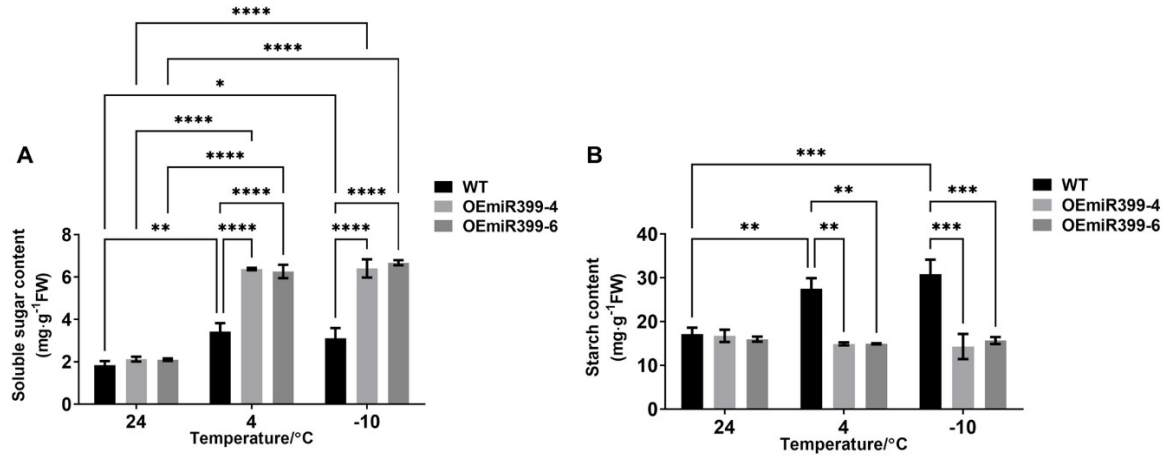 ****
****
*
****
A
****
****
****
**
****
****
WT
OEmiR399-4
OEmiR399-6
Soluble sugar content
(mg·g⁻¹FW)
8
6
4
2
0
24
4
-10
Temperature/°C
B
***
**
***
**
**
***
WT
OEmiR399-4
OEmiR399-6
Starch content
(mg·g⁻¹FW)
40
30
20
10
0
24
4
-10
Temperature/°C